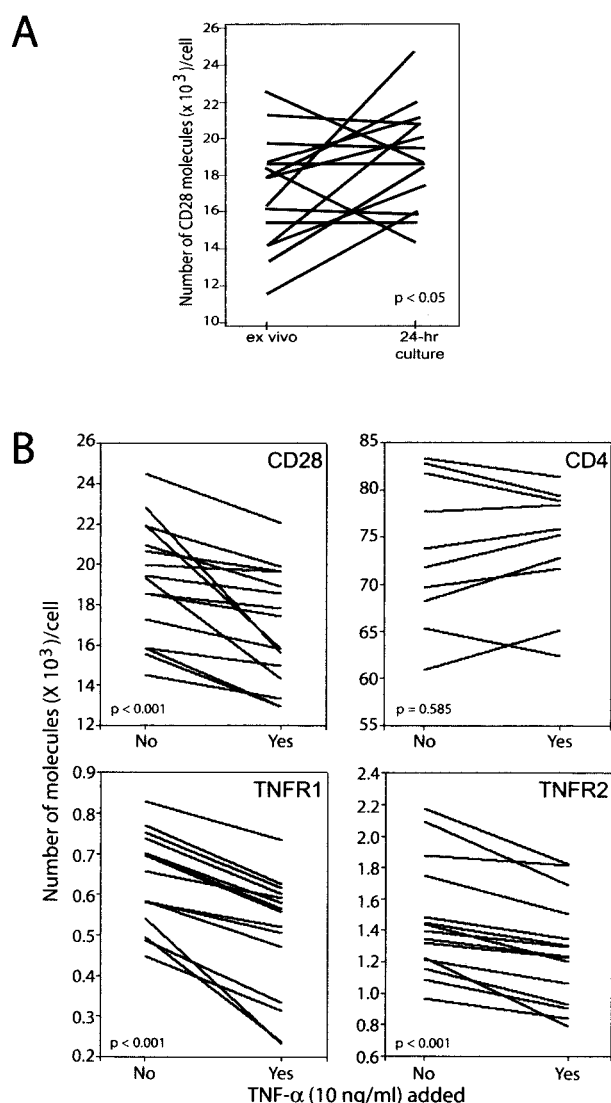 A
Number of CD28 molecules (x 10 3)/cell
26
24
22
20
18
16
14
12
10
p < 0.05
ex vivo
24-hr
culture
B
Number of molecules (X 10 3)/cell
CD28
26
24
22
20
18
16
14
12
p < 0.001
No
Yes
CD4
85
80
75
70
65
60
55
p = 0.585
No
Yes
TNFR1
0.9
0.8
0.7
0.6
0.5
0.4
0.3
0.2
p < 0.001
No
Yes
TNFR2
2.4
2.2
2.0
1.8
1.6
1.4
1.2
1.0
0.8
0.6
p < 0.001
No
Yes
TNF-α (10 ng/ml) added